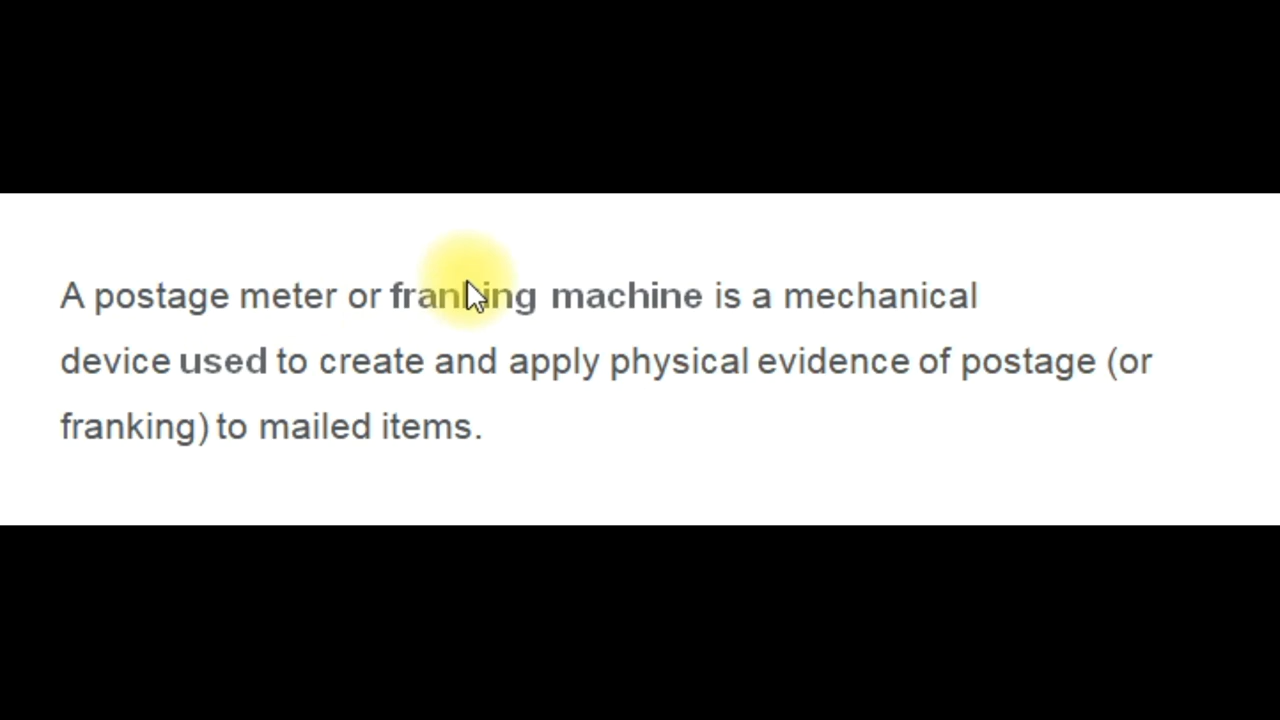 A postage meter or franking machine is a mechanical
device used to create and apply physical evidence of postage (or
franking) to mailed items.